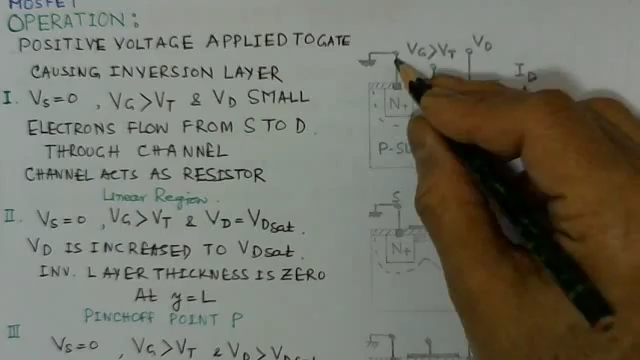 MOSFET
OPERATION:
POSITIVE VOLTAGE APPLIED TO GATE
CAUSING INVERSION LAYER
I. VS=0 , VG>VT & VD SMALL
ELECTRONS FLOW FROM S TO D.
THROUGH CHANNEL
CHANNEL ACTS AS RESISTOR
Linear Region.
II. VS=0 , VG>VT & VD=VDsat.
VD IS INCREASED TO VDsat.
INV. LAYER THICKNESS IS ZERO
At y=L
PINCHOFF POINT P
III
VS=0 , VG>VT & VD>VDsat
VG>VT VD
ID
N+
S
N+